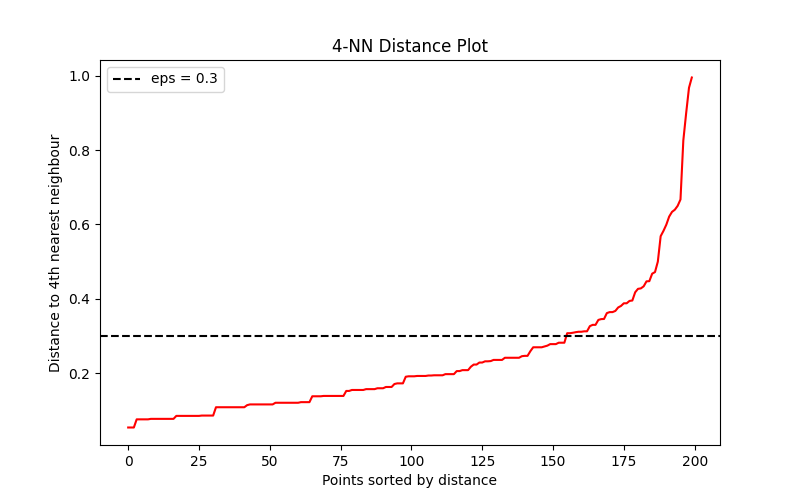 4-NN Distance Plot
eps = 0.3
Distance to 4th nearest neighbour
1.0
0.8
0.6
0.4
0.2
0 25 50 75 100 125 150 175 200
Points sorted by distance